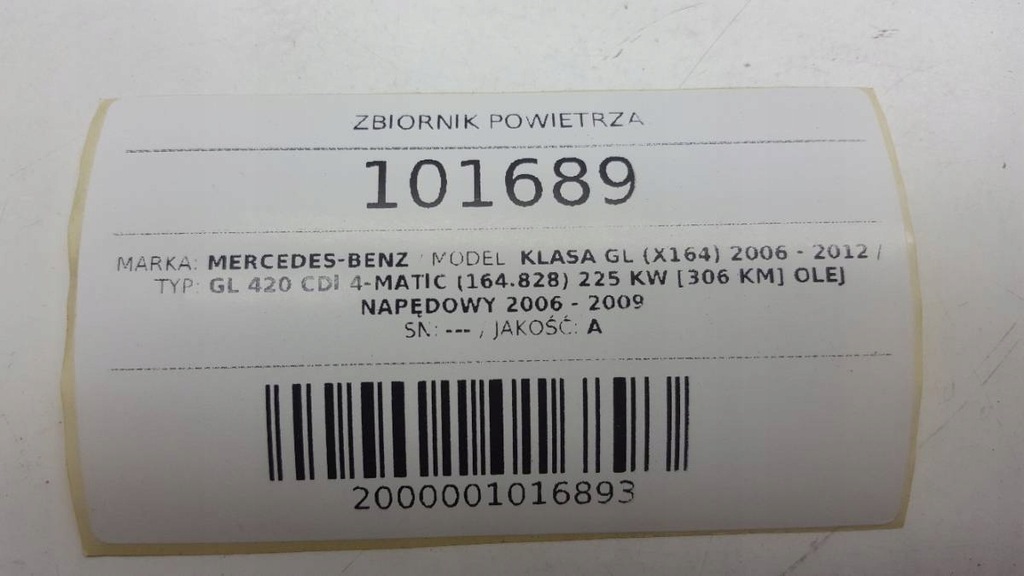 ZBIORNIK POWIETRZA
101689
MARKA: MERCEDES-BENZ / MODEL: KLASA GL (X164) 2006 - 2012 /
TYP: GL 420 CDI 4-MATIC (164.828) 225 KW [306 KM] OLEJ
NAPĘDOWY 2006 - 2009
SN: --- , JAKOŚĆ: A
2000001016893